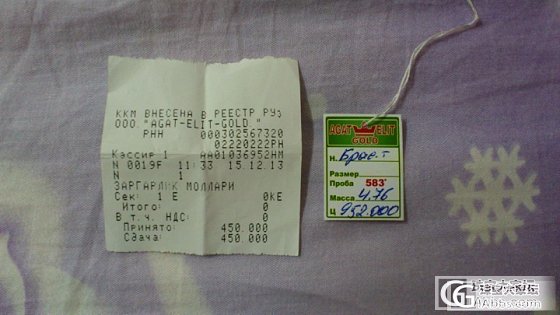 ККМ ВНЕСЕНА В РЕЕСТР РУз
ООО "AGAT-ELIT-GOLD."
РНН 000302567320
02220222РН
Кассир 1 АА01036952НМ
N 0019F 11:33 15.12.13
N 1
ЗАРГАРЛИК МОЛЛАРИ
Сек: 1 Е 0КЕ
Итого: 0
В т.ч. НДС: 0
Принято: 450.000
Сдача: 450.000
AGAT ELIT
GOLD
Н.
Размер
Проба 583°
Масса 4.76
Ц 952.000